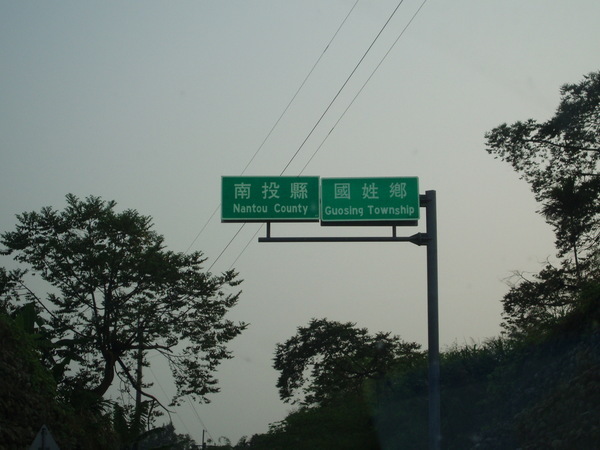 南投縣
Nantou County
國姓鄉
Guosing Township